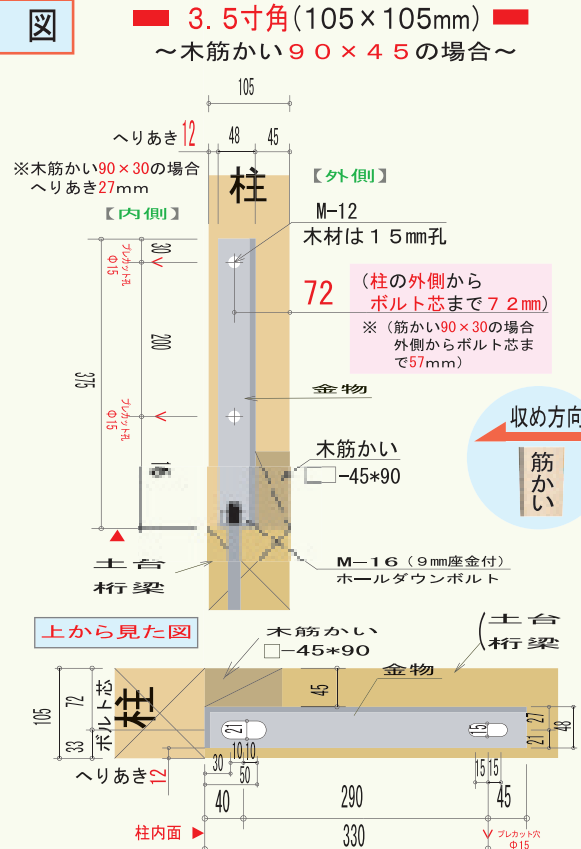 図
3.5寸角(105×105mm)
～木筋かい９０×４５の場合～
105
へりあき12 48 45
※木筋かい90×30の場合
へりあき27mm
柱
【外側】
【内側】
M-12
木材は１５mm孔
30
プレカット孔
Φ15
72
(柱の外側から
ボルト芯まで７２mm)
※（筋かい90×30の場合
外側からボルト芯ま
で57mm）
200
375
金物
プレカット孔
Φ15
収め方向
筋かい
木筋かい
□-45*90
土台
桁梁
M-16（9mm座金付）
ホールダウンボルト
上から見た図
木筋かい
□-45*90
土台
桁梁
金物
45
105
72
33
ボルト芯
柱
21
15
27
21
48
へりあき12
30
10 10
50
15 15
40
290
45
柱内面
330
プレカット穴
Φ15